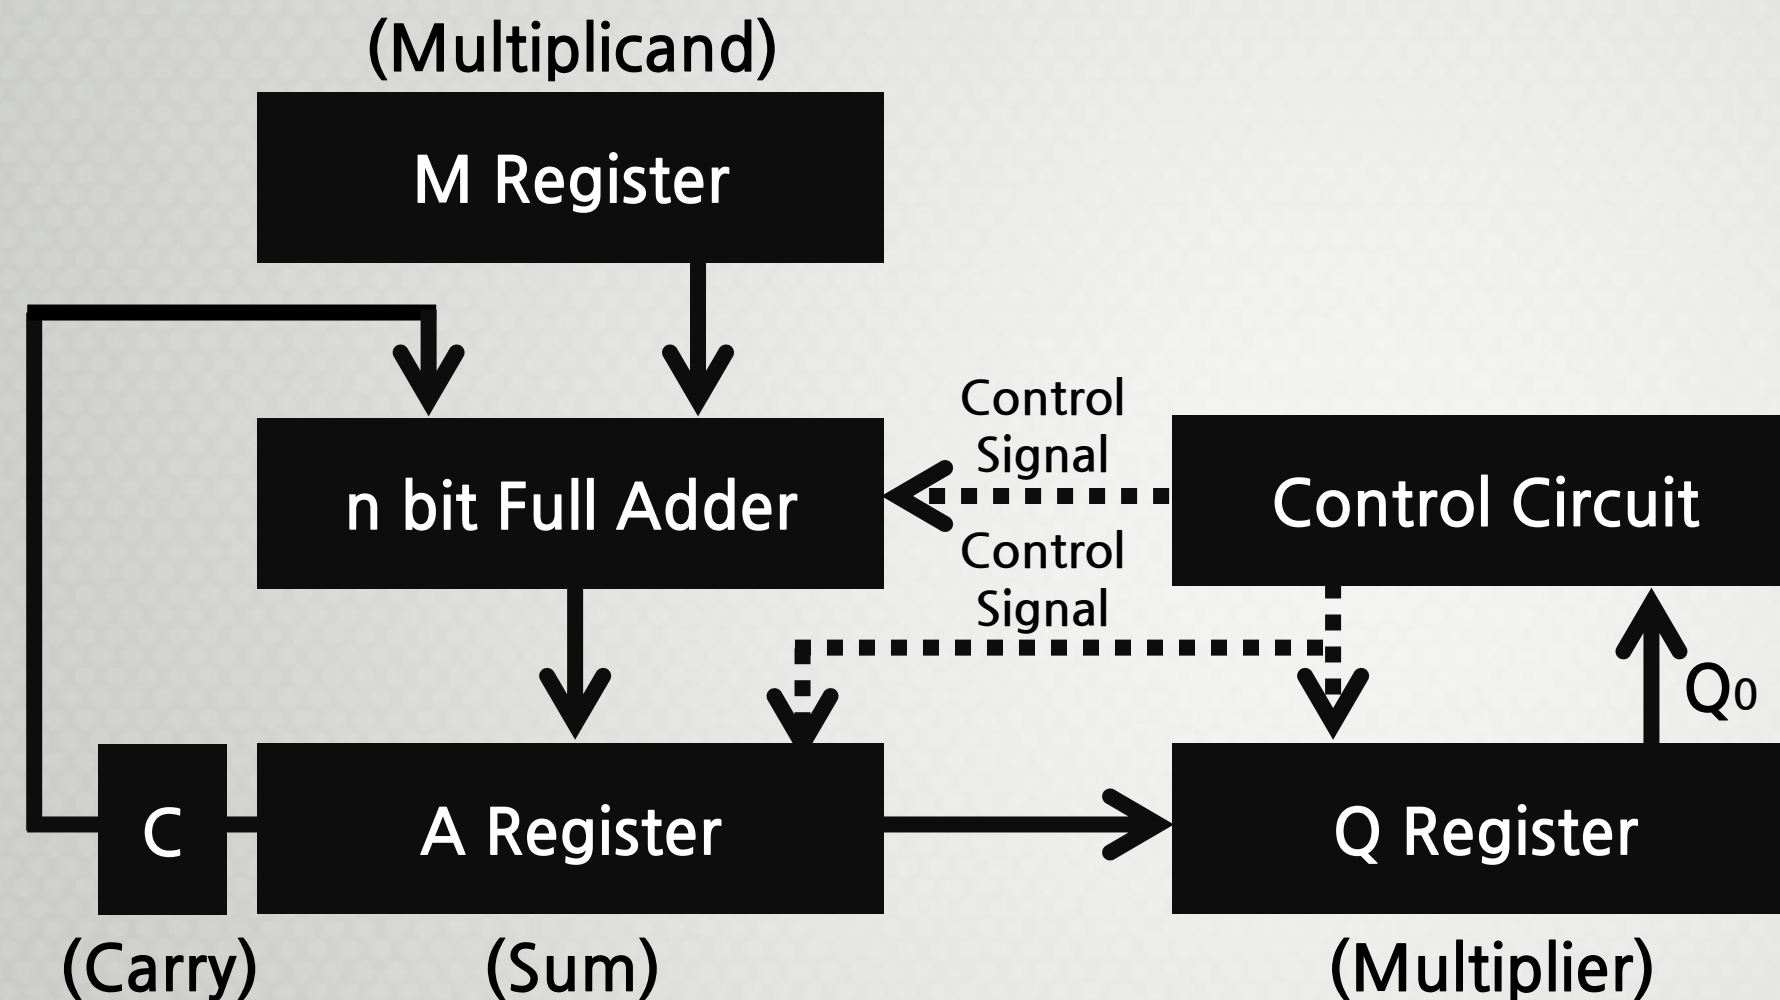 (Multiplicand)
M Register
Control
Signal
n bit Full Adder
Control Circuit
Control
Signal
Q0
C
A Register
Q Register
(Carry)
(Sum)
(Multiplier)